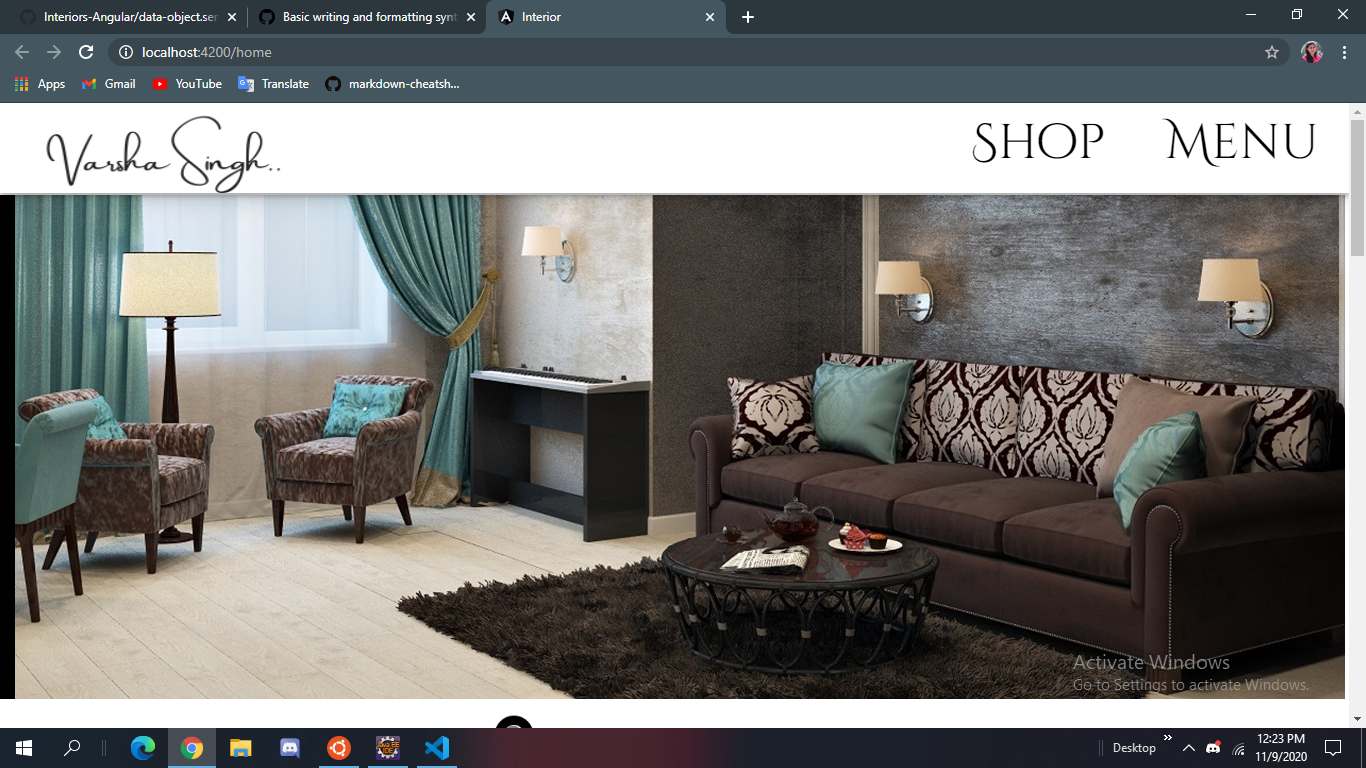 Interiors-Angular/data-object.ser
Basic writing and formatting synt
Interior
localhost:4200/home
Apps
Gmail
YouTube
Translate
markdown-cheatsh...
Varsha Singh..
SHOP
MENU
Activate Windows
Go to Settings to activate Windows.
Desktop
12:23 PM
11/9/2020